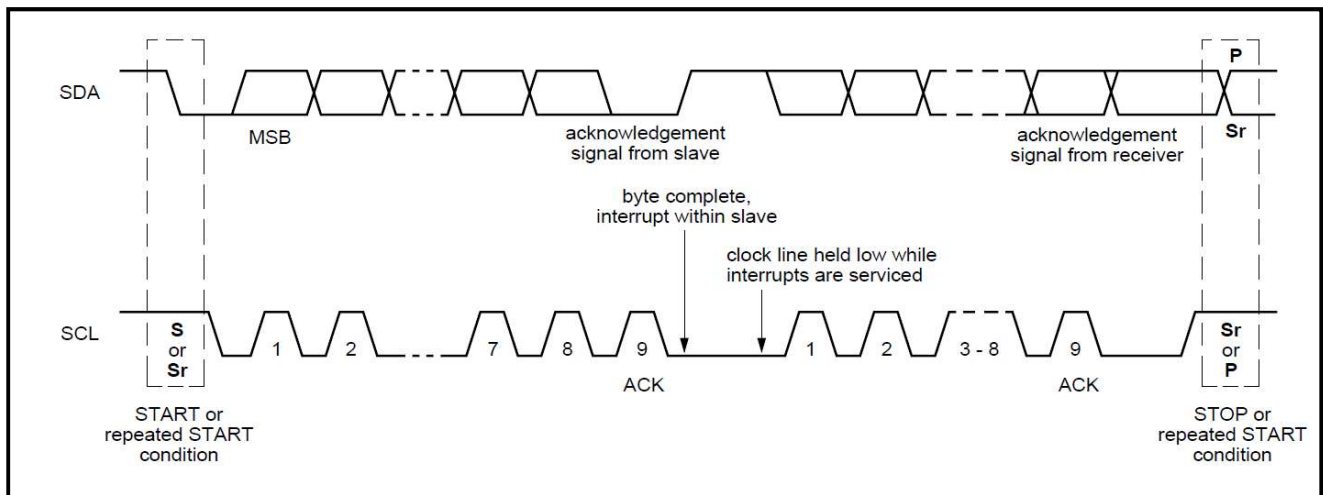 P
SDA
MSB
acknowledgement
signal from slave
acknowledgement
signal from receiver
Sr
byte complete,
interrupt within slave
clock line held low while
interrupts are serviced
SCL
S
or
Sr
1
2
7
8
9
1
2
3 - 8
9
Sr
or
P
ACK
ACK
START or
repeated START
condition
STOP or
repeated START
condition